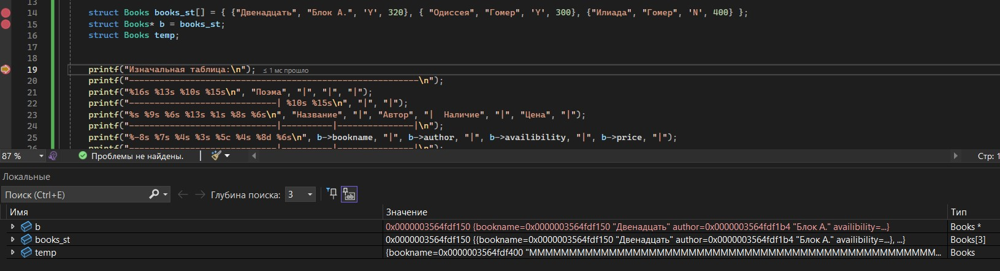 13
14 struct Books books_st[] = { {"Двенадцать", "Блок А.", 'Y', 320}, { "Одиссея", "Гомер, 'Y', 300}, {"Илиада", "Гомер", 'N', 400} };
15 struct Books* b = books_st;
16 struct Books temp;
17
18
19 printf("Изначальная таблица:\n"); ≤ 1 мс прошло
20 printf("---------------------------------------------------------\n");
21 printf("%16s %13s %10s %15s\n", "Поэма", "|", "|", "|");
22 printf("-----------------------------| %10s %15s\n", "|", "|");
23 printf("%s %9s %6s %13s %1s %8s %6s\n", "Название", "|", "Автор", "|  Наличие", "|", "Цена", "|");
24 printf("-----------------------------|----------|---------------|\n");
25 printf("%-8s %7s %4s %3s %5c %4s %8d %6s\n", b->bookname, "|", b->author, "|", b->availibility, "|", b->price, "|");
26 printf("-----------------------------|----------|---------------|\n");
87 % Проблемы не найдены. Стр: 1
Локальные
Поиск (Ctrl+E) Глубина поиска: 3
Имя Значение Тип
b 0x0000003564fdf150 {bookname=0x0000003564fdf150 "Двенадцать" author=0x0000003564fdf1b4 "Блок А." availibility=...} Books *
books_st 0x0000003564fdf150 {{bookname=0x0000003564fdf150 "Двенадцать" author=0x0000003564fdf1b4 "Блок А." availibility=...}, ...} Books[3]
temp {bookname=0x0000003564fdf400 "ММММММММММММММММММММММММММММММММММММММММММММММММММММ... Books